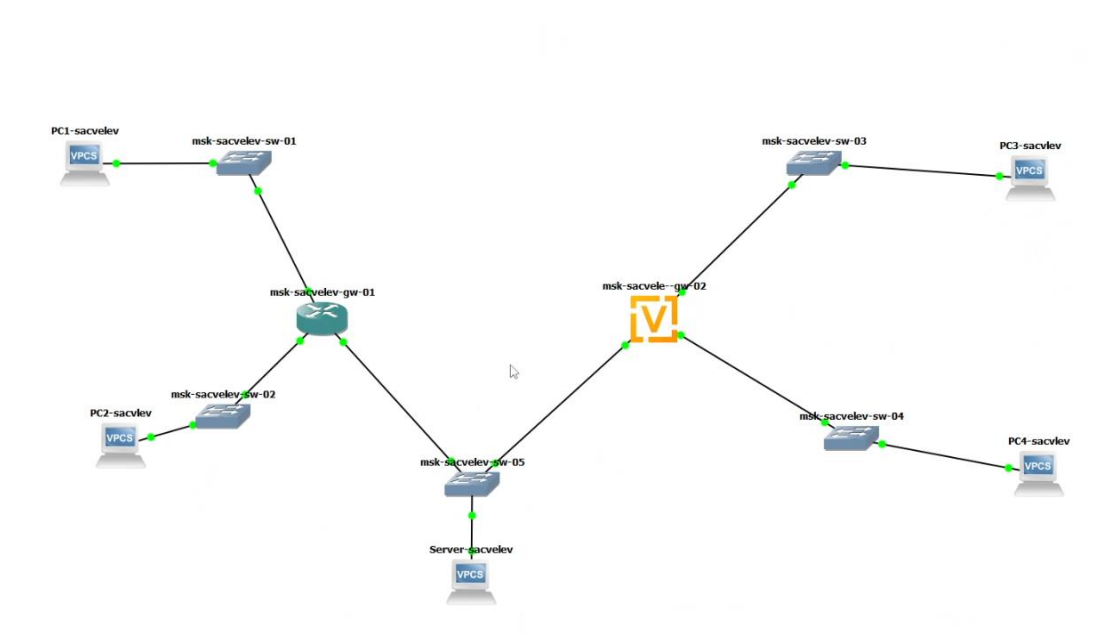 PC1-sacvelev
VPCS
msk-sacvelev-sw-01
msk-sacvelev-sw-03
PC3-sacvlev
VPCS
msk-sacvelev-gw-01
msk-sacvele--gw-02
V
msk-sacvelev-sw-02
PC2-sacvlev
VPCS
msk-sacvelev-sw-04
PC4-sacvlev
VPCS
msk-sacvelev-sw-05
Server-sacvelev
VPCS